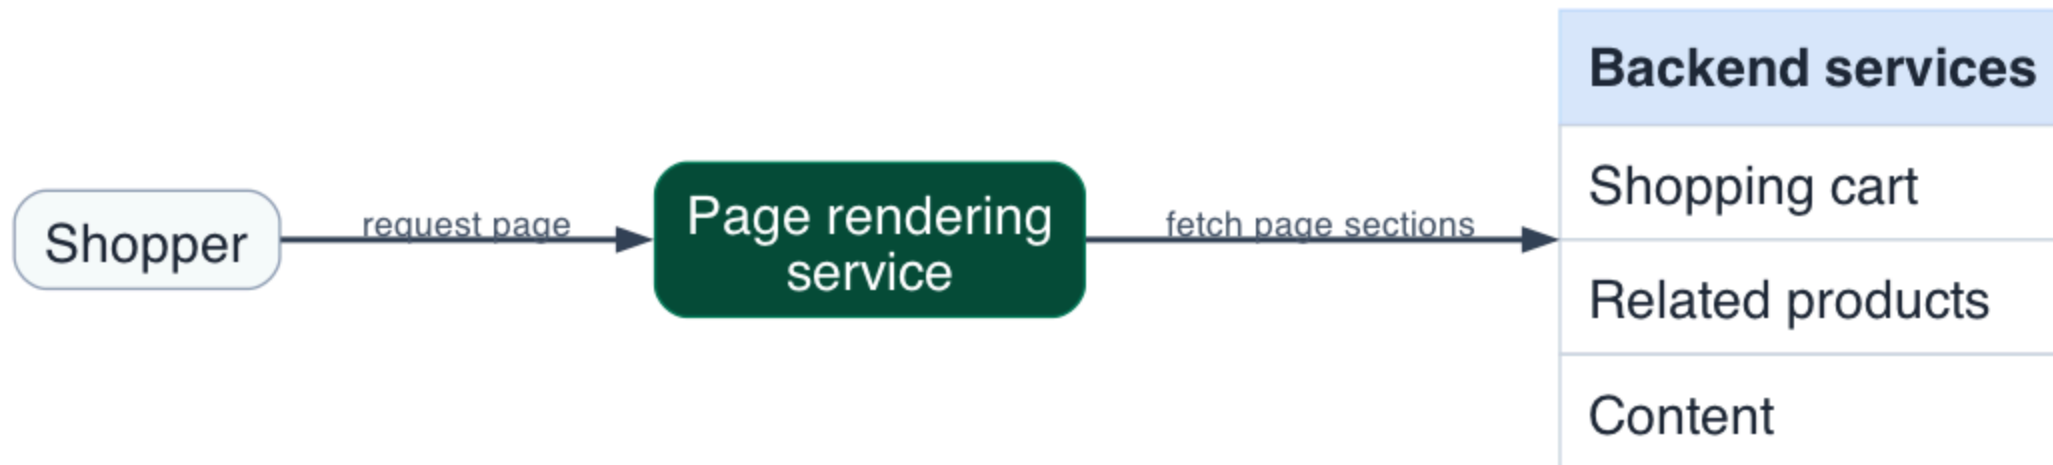 Shopper
request page
Page rendering
service
fetch page sections
Backend services
Shopping cart
Related products
Content